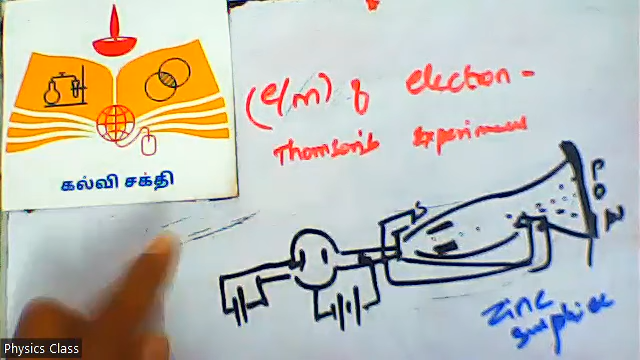 கல்வி சக்தி
(e/m) of electron -
Thomson's experiment
P
O
N
Zinc
Sulphide
Physics Class